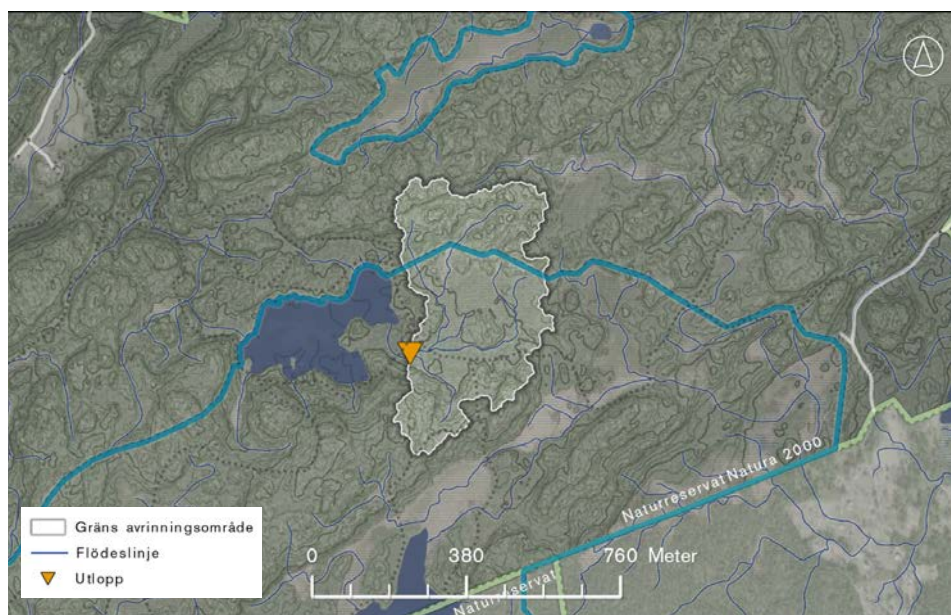 Naturreservat Natura 2000
Gräns avrinningsområde
Flödeslinje
Utlopp
0 380 760 Meter
Naturreservat